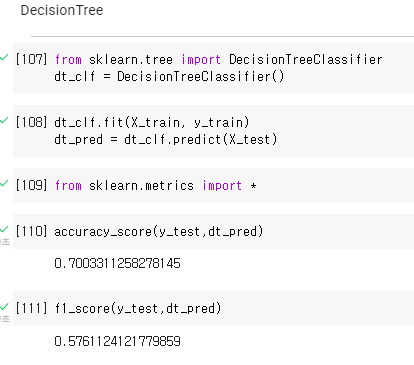 DecisionTree
[107] from sklearn.tree import DecisionTreeClassifier
dt_clf = DecisionTreeClassifier()
[108] dt_clf.fit(X_train, y_train)
dt_pred = dt_clf.predict(X_test)
[109] from sklearn.metrics import *
[110] accuracy_score(y_test,dt_pred)
0.7003311258278145
[111] f1_score(y_test,dt_pred)
0.5761124121779859